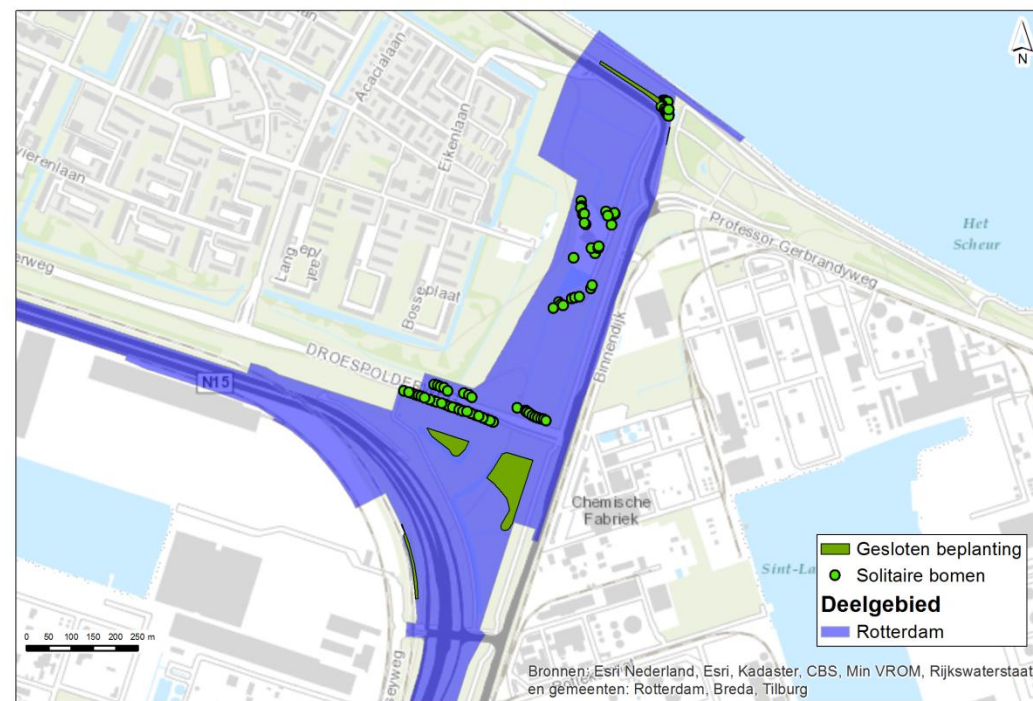 N
Acacialaan
Eikenlaan
vierenlaan
Lang
ep/
plaat
Bosse
plaat
erweg
Professor Gerbrandyweg
Het
Scheur
Binnendijk
DROESPOLDER
N15
Chemische
Fabriek
Gesloten beplanting
Solitaire bomen
Deelgebied
Rotterdam
Sint-La
0 50 100 150 200 250 m
seyweg
Bronnen: Esri Nederland, Esri, Kadaster, CBS, Min VROM, Rijkswaterstaat
en gemeenten: Rotterdam, Breda, Tilburg